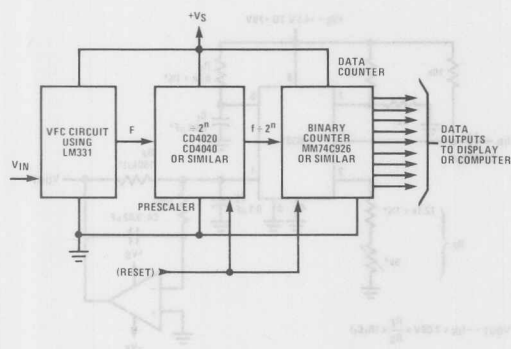 +VS
DATA
COUNTER
VFC CIRCUIT
USING
LM331
F
÷2ⁿ
CD4020
CD4040
OR SIMILAR
f÷2ⁿ
BINARY
COUNTER
MM74C926
OR SIMILAR
DATA
OUTPUTS
TO DISPLAY
OR COMPUTER
VIN
PRESCALER
(RESET)